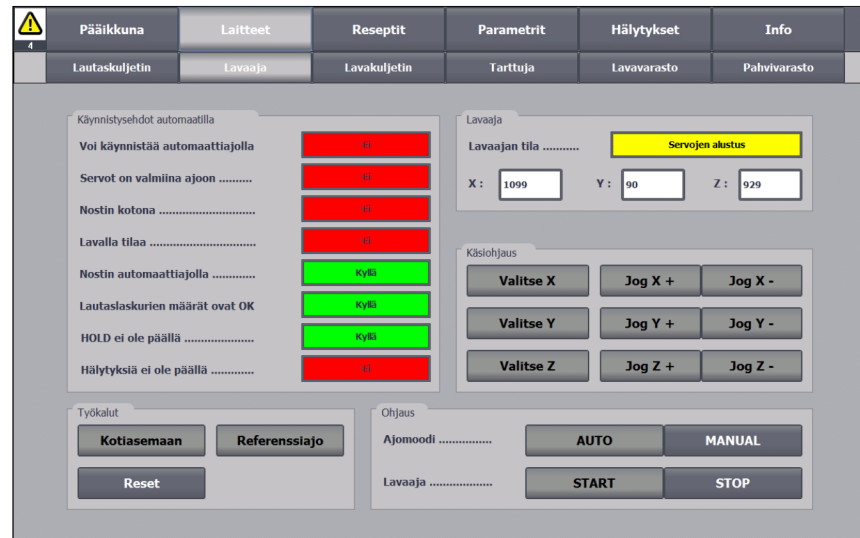 4
Pääikkuna
Laitteet
Reseptit
Parametrit
Hälytykset
Info
Lautaskuljetin
Lavaaja
Lavakuljetin
Tarttuja
Lavavarasto
Pahvivarasto
Käynnistysehdot automaatilla
Voi käynnistää automaattiajolla Ei
Servot on valmiina ajoon .......... Ei
Nostin kotona ............................ Ei
Lavalla tilaa ............................... Ei
Nostin automaattiajolla ............. Kyllä
Lautaslaskurien määrät ovat OK Kyllä
HOLD ei ole päällä ..................... Kyllä
Hälytyksiä ei ole päällä ............. Ei
Lavaaja
Lavaajan tila ........... Servojen alustus
X : 1099 Y : 90 Z : 929
Käsiohjaus
Valitse X Jog X + Jog X -
Valitse Y Jog Y + Jog Y -
Valitse Z Jog Z + Jog Z -
Työkalut
Kotiasemaan Referenssiajo
Reset
Ohjaus
Ajomoodi ................ AUTO MANUAL
Lavaaja ................... START STOP